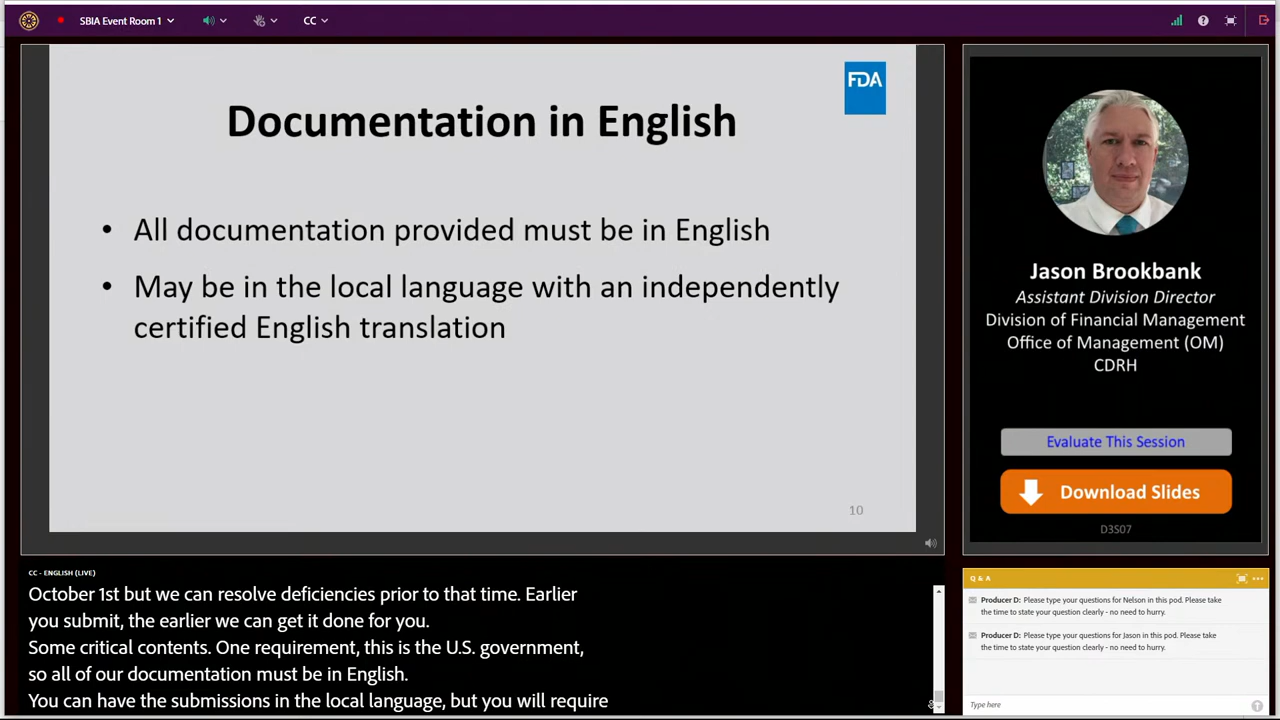 SBIA Event Room 1
CC
FDA
Documentation in English
• All documentation provided must be in English
• May be in the local language with an independently
certified English translation
10
Jason Brookbank
Assistant Division Director
Division of Financial Management
Office of Management (OM)
CDRH
Evaluate This Session
Download Slides
D3S07
CC - ENGLISH (LIVE)
October 1st but we can resolve deficiencies prior to that time. Earlier
you submit, the earlier we can get it done for you.
Some critical contents. One requirement, this is the U.S. government,
so all of our documentation must be in English.
You can have the submissions in the local language, but you will require
Q & A
Producer D: Please type your questions for Nelson in this pod. Please take
the time to state your question clearly - no need to hurry.
Producer D: Please type your questions for Jason in this pod. Please take
the time to state your question clearly - no need to hurry.
Type here